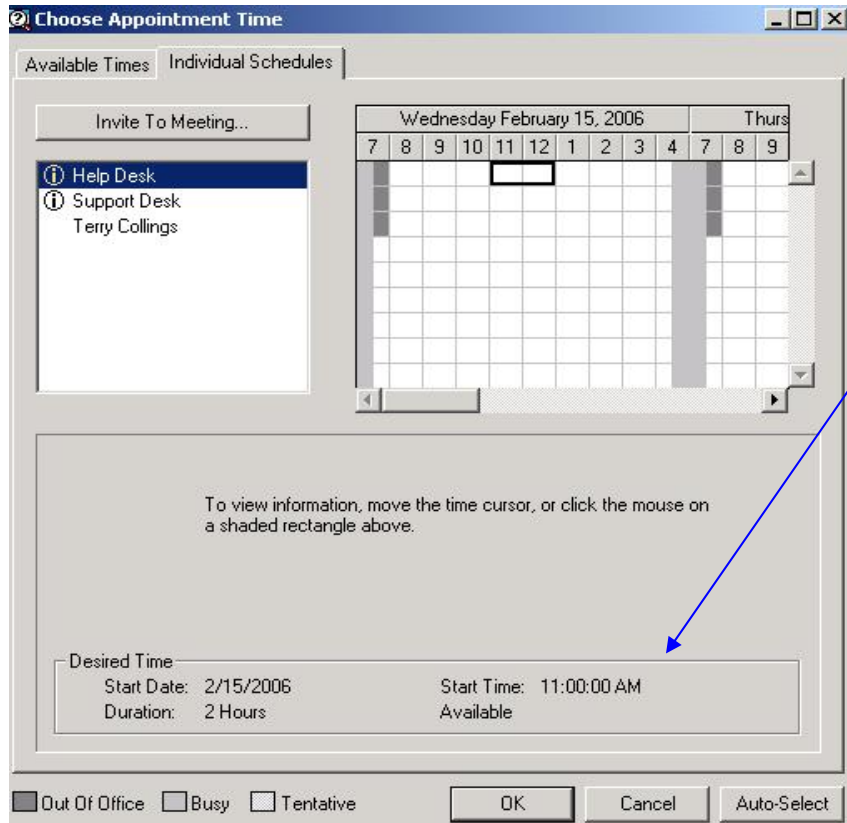 Choose Appointment Time
Available Times Individual Schedules
Invite To Meeting...
Wednesday February 15, 2006 Thurs
7 8 9 10 11 12 1 2 3 4 7 8 9
Help Desk
Support Desk
Terry Collings
To view information, move the time cursor, or click the mouse on
a shaded rectangle above.
Desired Time
Start Date: 2/15/2006 Start Time: 11:00:00 AM
Duration: 2 Hours Available
Out Of Office Busy Tentative OK Cancel Auto-Select